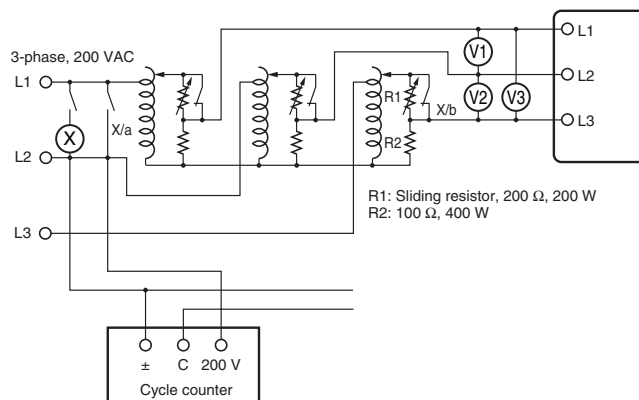 3-phase, 200 VAC
L1
L2
L3
X
X/a
R1
R2
X/b
V1
V2
V3
L1
L2
L3
R1: Sliding resistor, 200 Ω, 200 W
R2: 100 Ω, 400 W
± C 200 V
Cycle counter